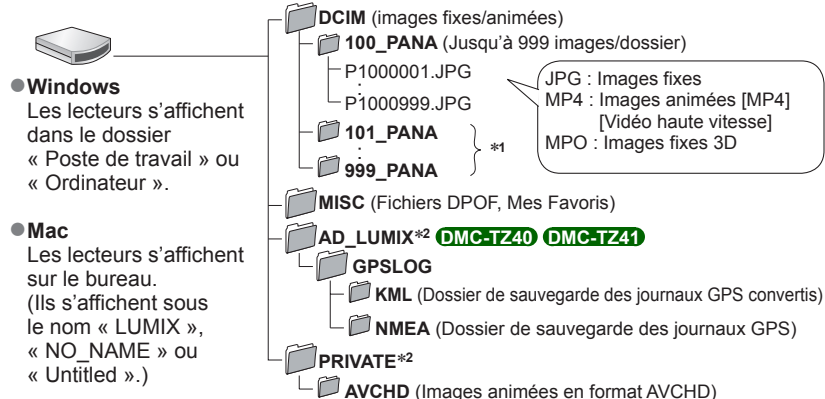 ●Windows
Les lecteurs s’affichent
dans le dossier
« Poste de travail » ou
« Ordinateur ».
●Mac
Les lecteurs s’affichent
sur le bureau.
(Ils s’affichent sous
le nom « LUMIX »,
« NO_NAME » ou
« Untitled ».)
DCIM (images fixes/animées)
100_PANA (Jusqu’à 999 images/dossier)
P1000001.JPG
:
P1000999.JPG
101_PANA
:
999_PANA
*1
JPG : Images fixes
MP4 : Images animées [MP4]
[Vidéo haute vitesse]
MPO : Images fixes 3D
MISC (Fichiers DPOF, Mes Favoris)
AD_LUMIX*2 DMC-TZ40 DMC-TZ41
GPSLOG
KML (Dossier de sauvegarde des journaux GPS convertis)
NMEA (Dossier de sauvegarde des journaux GPS)
PRIVATE*2
AVCHD (Images animées en format AVCHD)